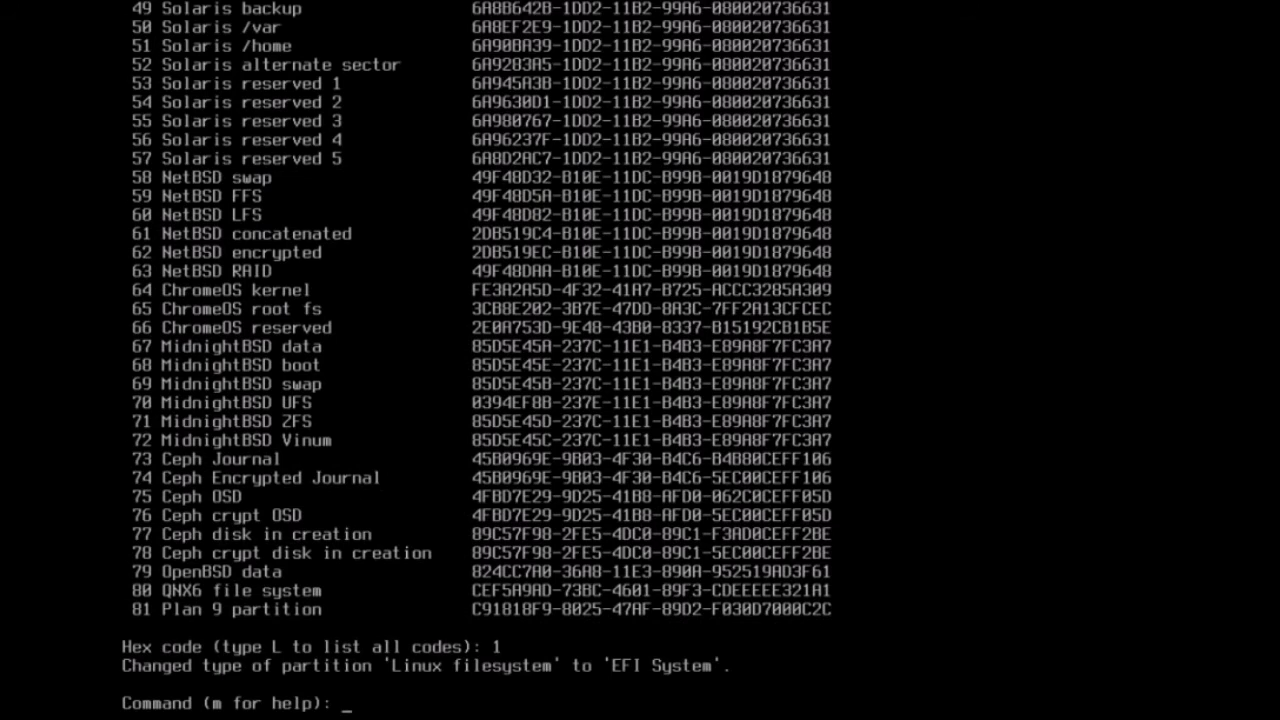 49 Solaris backup 6A8B642B-1DD2-11B2-99A6-080020736631
50 Solaris /var 6A8EF2E9-1DD2-11B2-99A6-080020736631
51 Solaris /home 6A90BA39-1DD2-11B2-99A6-080020736631
52 Solaris alternate sector 6A9283A5-1DD2-11B2-99A6-080020736631
53 Solaris reserved 1 6A945A3B-1DD2-11B2-99A6-080020736631
54 Solaris reserved 2 6A9630D1-1DD2-11B2-99A6-080020736631
55 Solaris reserved 3 6A980767-1DD2-11B2-99A6-080020736631
56 Solaris reserved 4 6A96237F-1DD2-11B2-99A6-080020736631
57 Solaris reserved 5 6A8D2AC7-1DD2-11B2-99A6-080020736631
58 NetBSD swap 49F48D32-B10E-11DC-B99B-0019D1879648
59 NetBSD FFS 49F48D5A-B10E-11DC-B99B-0019D1879648
60 NetBSD LFS 49F48D82-B10E-11DC-B99B-0019D1879648
61 NetBSD concatenated 2DB519C4-B10E-11DC-B99B-0019D1879648
62 NetBSD encrypted 2DB519EC-B10E-11DC-B99B-0019D1879648
63 NetBSD RAID 49F48DAA-B10E-11DC-B99B-0019D1879648
64 ChromeOS kernel FE3A2A5D-4F32-41A7-B725-ACCC3285A309
65 ChromeOS root fs 3CB8E202-3B7E-47DD-8A3C-7FF2A13CFCEC
66 ChromeOS reserved 2E0A753D-9E48-43B0-8337-B15192CB1B5E
67 MidnightBSD data 85D5E45A-237C-11E1-B4B3-E89A8F7FC3A7
68 MidnightBSD boot 85D5E45E-237C-11E1-B4B3-E89A8F7FC3A7
69 MidnightBSD swap 85D5E45B-237C-11E1-B4B3-E89A8F7FC3A7
70 MidnightBSD UFS 0394EF8B-237E-11E1-B4B3-E89A8F7FC3A7
71 MidnightBSD ZFS 85D5E45D-237C-11E1-B4B3-E89A8F7FC3A7
72 MidnightBSD Vinum 85D5E45C-237C-11E1-B4B3-E89A8F7FC3A7
73 Ceph Journal 45B0969E-9B03-4F30-B4C6-B4B80CEFF106
74 Ceph Encrypted Journal 45B0969E-9B03-4F30-B4C6-5EC00CEFF106
75 Ceph OSD 4FBD7E29-9D25-41B8-AFD0-062C0CEFF05D
76 Ceph crypt OSD 4FBD7E29-9D25-41B8-AFD0-5EC00CEFF05D
77 Ceph disk in creation 89C57F98-2FE5-4DC0-89C1-F3AD0CEFF2BE
78 Ceph crypt disk in creation 89C57F98-2FE5-4DC0-89C1-5EC00CEFF2BE
79 OpenBSD data 824CC7A0-36A8-11E3-890A-952519AD3F61
80 QNX6 file system CEF5A9AD-73BC-4601-89F3-CDEEEEE321A1
81 Plan 9 partition C91818F9-8025-47AF-89D2-F030D7000C2C
Hex code (type L to list all codes): 1
Changed type of partition 'Linux filesystem' to 'EFI System'.
Command (m for help): _